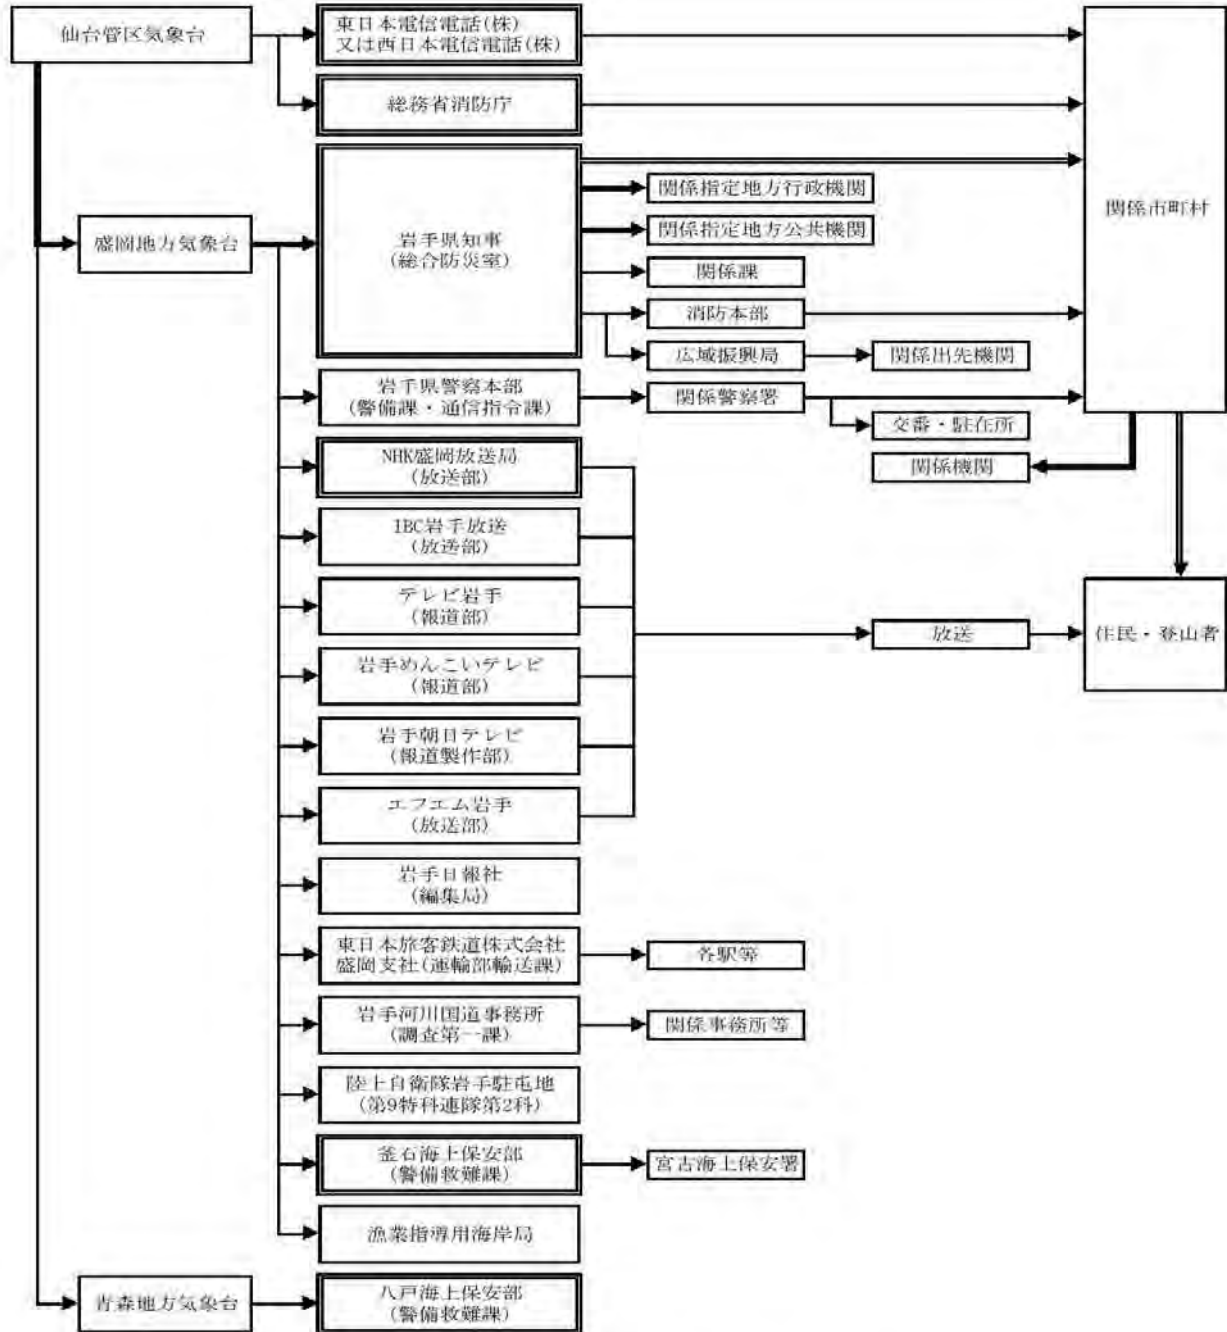 仙台管区気象台
東日本電信電話(株)
又は西日本電信電話(株)
総務省消防庁
盛岡地方気象台
岩手県知事
(総合防災室)
関係指定地方行政機関
関係指定地方公共機関
関係課
消防本部
広域振興局
関係出先機関
関係市町村
岩手県警察本部
(警備課・通信指令課)
関係警察署
交番・駐在所
関係機関
NHK盛岡放送局
(放送部)
IBC岩手放送
(放送部)
テレビ岩手
(報道部)
放送
住民・登山者
岩手めんこいテレビ
(報道部)
岩手朝日テレビ
(報道製作部)
エフエム岩手
(放送部)
岩手日報社
(編集局)
東日本旅客鉄道株式会社
盛岡支社(運輸部輸送課)
各駅等
岩手河川国道事務所
(調査第一課)
関係事務所等
陸上自衛隊岩手駐屯地
(第9特科連隊第2科)
釜石海上保安部
(警備救難課)
宮古海上保安署
漁業指導用海岸局
青森地方気象台
八戸海上保安部
(警備救難課)